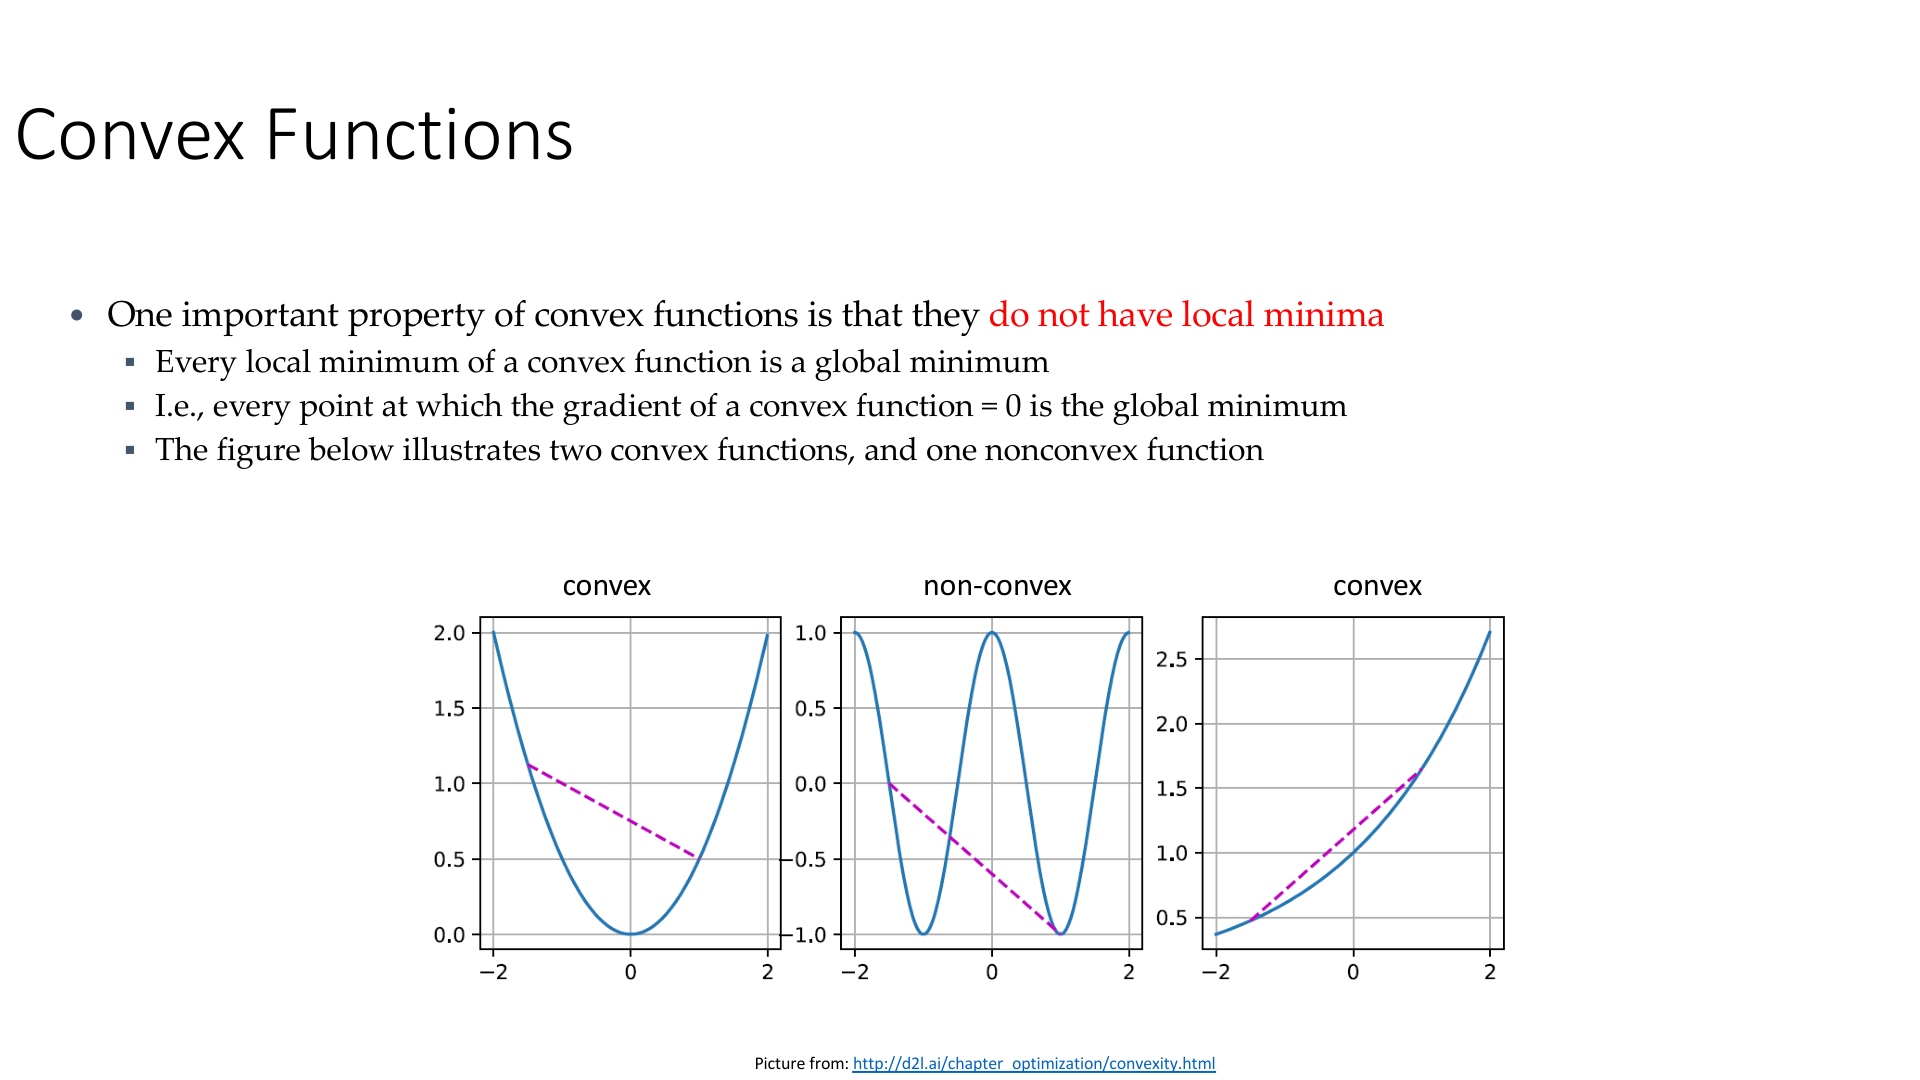 Convex Functions
• One important property of convex functions is that they do not have local minima
▪ Every local minimum of a convex function is a global minimum
▪ I.e., every point at which the gradient of a convex function = 0 is the global minimum
▪ The figure below illustrates two convex functions, and one nonconvex function
convex
2.0
1.5
1.0
0.5
0.0
−2 0 2
non-convex
1.0
0.5
0.0
−0.5
−1.0
−2 0 2
convex
2.5
2.0
1.5
1.0
0.5
−2 0 2
Picture from: http://d2l.ai/chapter_optimization/convexity.html